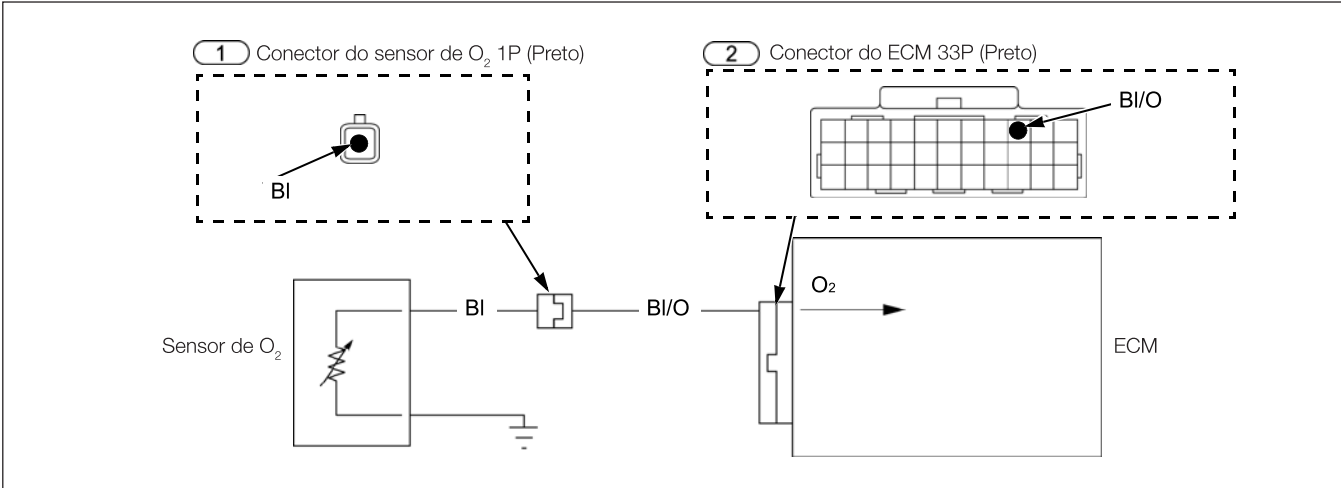 1 Conector do sensor de O₂ 1P (Preto)
2 Conector do ECM 33P (Preto)
Bl/O
Bl
O₂
Bl
Bl/O
Sensor de O₂
ECM